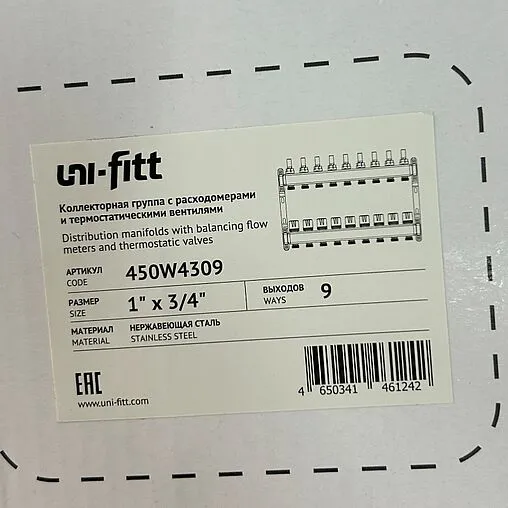 uni-fitt
Коллекторная группа с расходомерами
и термостатическими вентилями
Distribution manifolds with balancing flow
meters and thermostatic valves
АРТИКУЛ
CODE
450W4309
РАЗМЕР
SIZE
1" x 3/4"
ВЫХОДОВ
WAYS
9
МАТЕРИАЛ
MATERIAL
НЕРЖАВЕЮЩАЯ СТАЛЬ
STAINLESS STEEL
EAC
www.uni-fitt.com
4 650341 461242